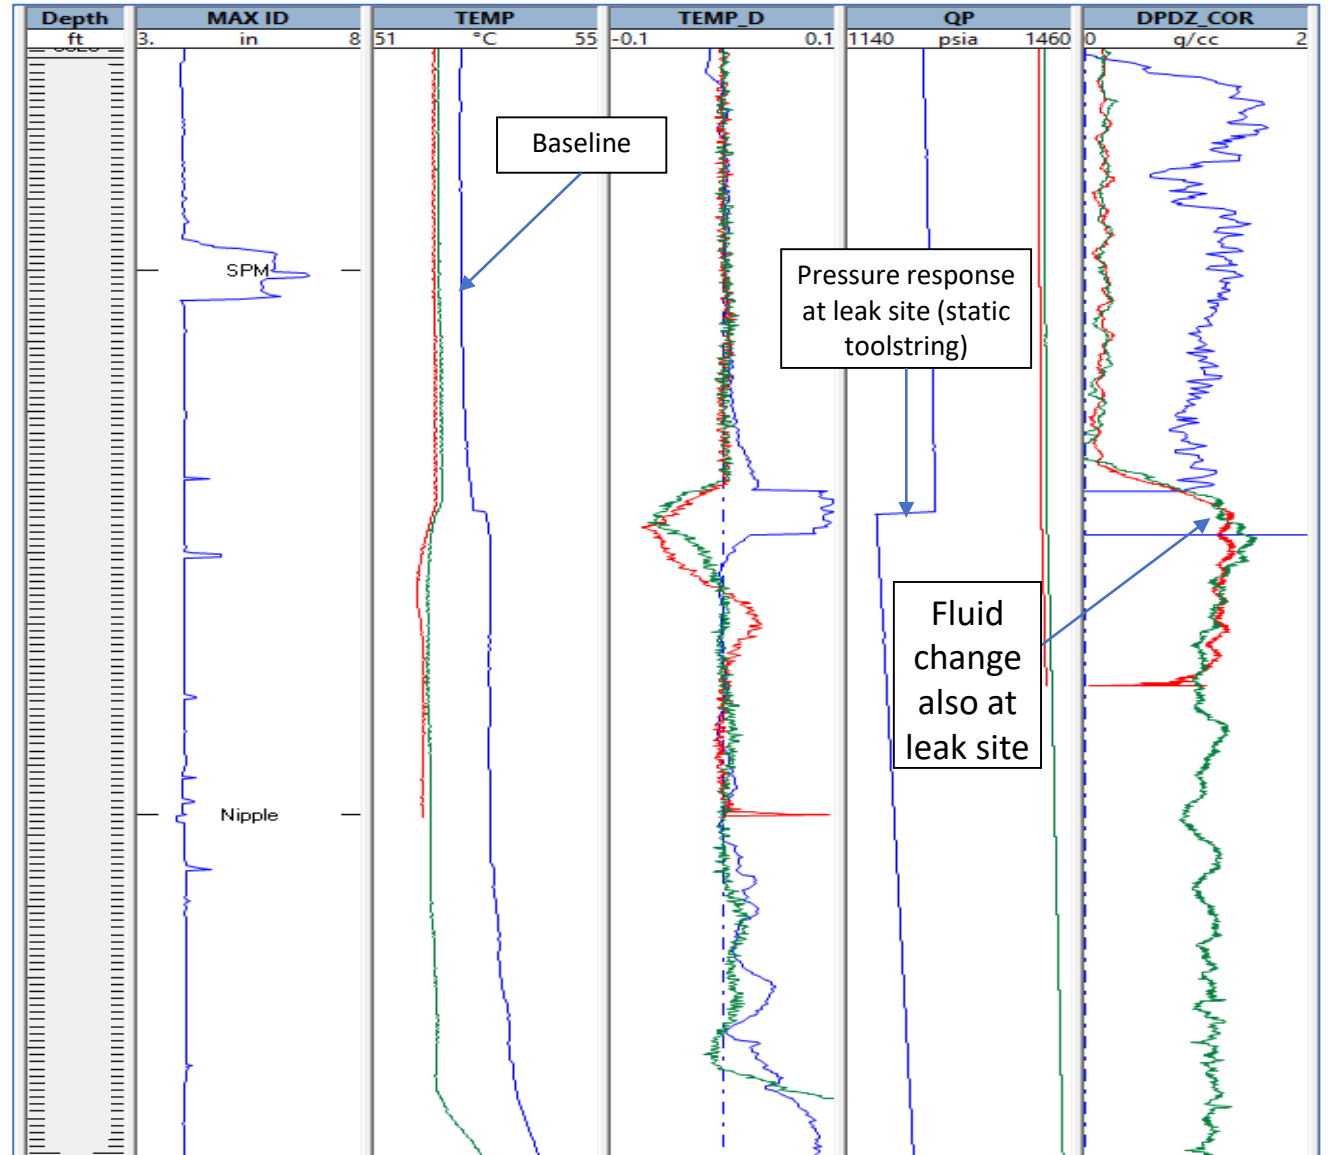 Depth MAX ID TEMP TEMP_D QP DPDZ_COR
ft 3. in 8 51 °C 55 -0.1 0.1 1140 psia 1460 0 g/cc 2
Baseline
Pressure response
at leak site (static
toolstring)
SPM
Fluid
change
also at
leak site
Nipple